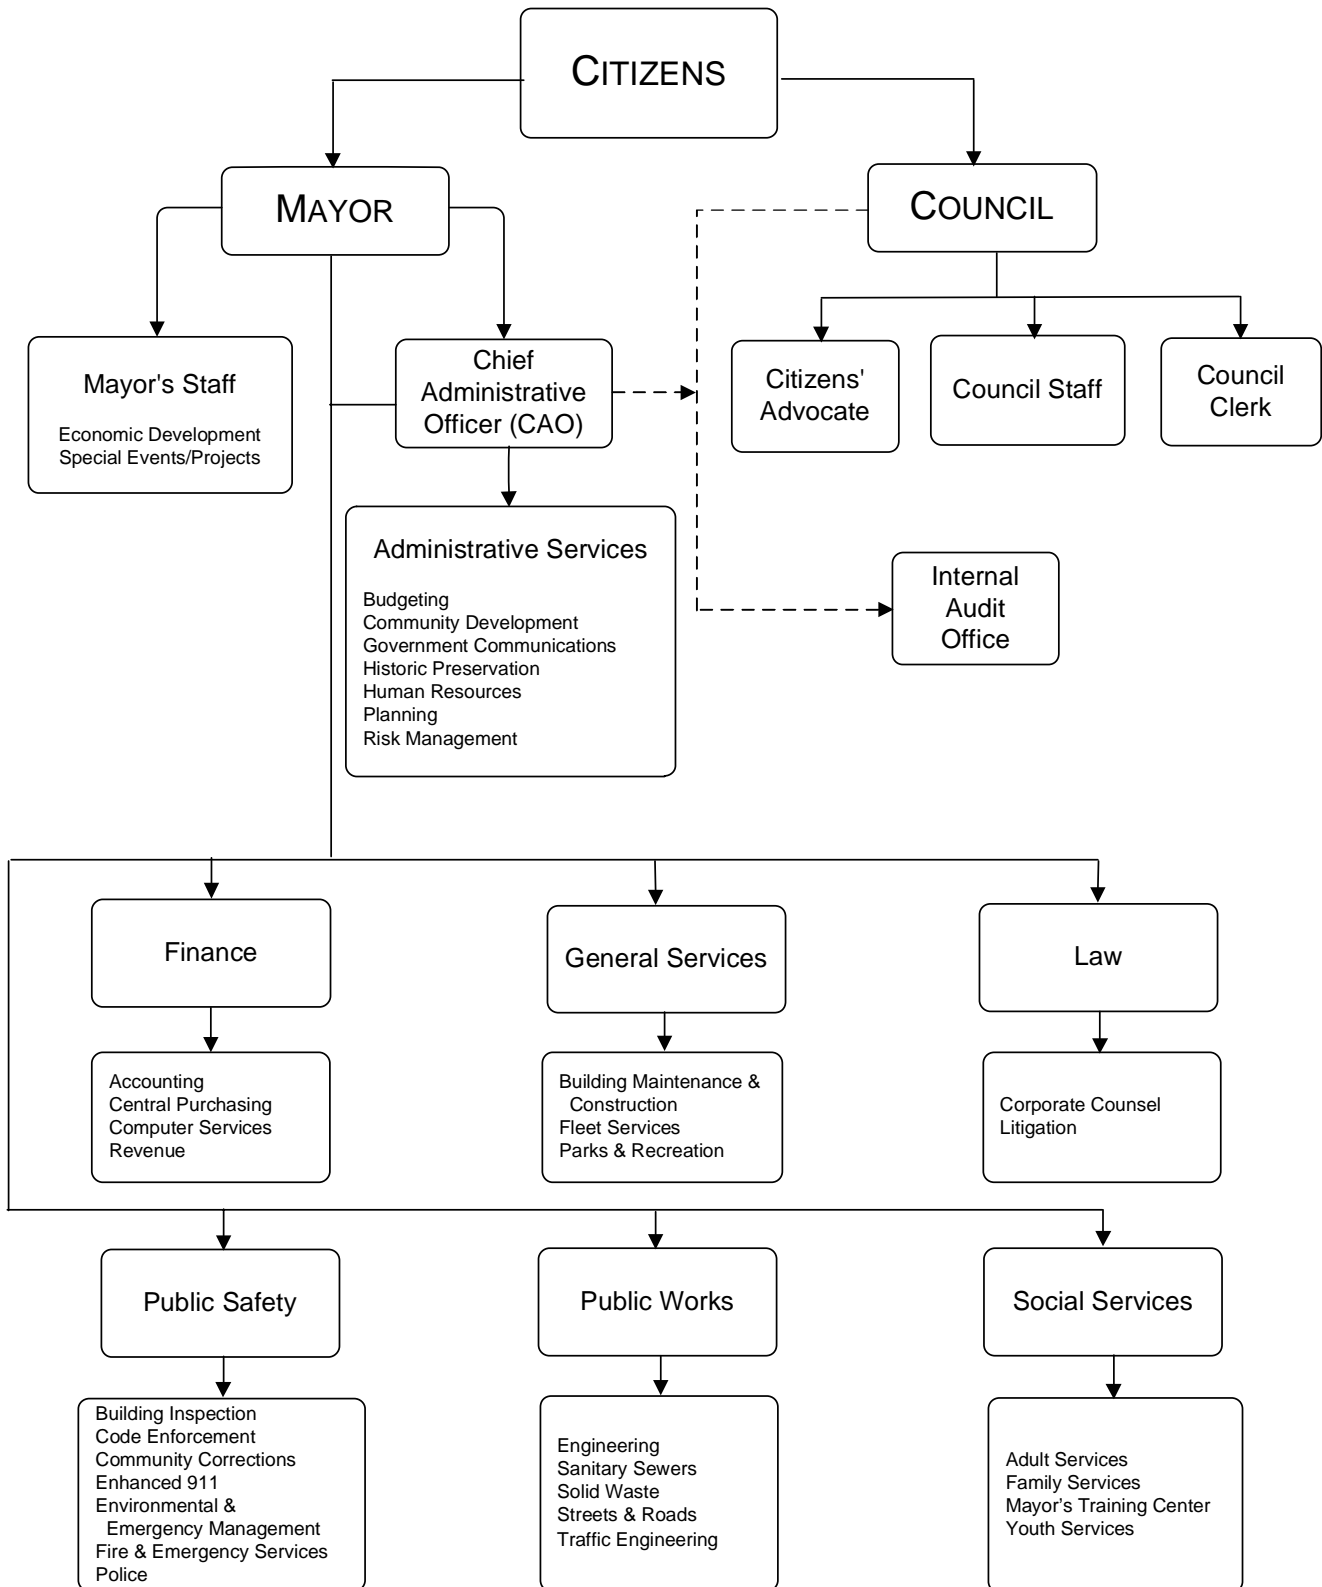 CITIZENS
MAYOR
COUNCIL
Mayor's Staff
Economic Development
Special Events/Projects
Chief
Administrative
Officer (CAO)
Citizens'
Advocate
Council Staff
Council
Clerk
Administrative Services
Budgeting
Community Development
Government Communications
Historic Preservation
Human Resources
Planning
Risk Management
Internal
Audit
Office
Finance
General Services
Law
Accounting
Central Purchasing
Computer Services
Revenue
Building Maintenance &
Construction
Fleet Services
Parks & Recreation
Corporate Counsel
Litigation
Public Safety
Public Works
Social Services
Building Inspection
Code Enforcement
Community Corrections
Enhanced 911
Environmental &
Emergency Management
Fire & Emergency Services
Police
Engineering
Sanitary Sewers
Solid Waste
Streets & Roads
Traffic Engineering
Adult Services
Family Services
Mayor’s Training Center
Youth Services